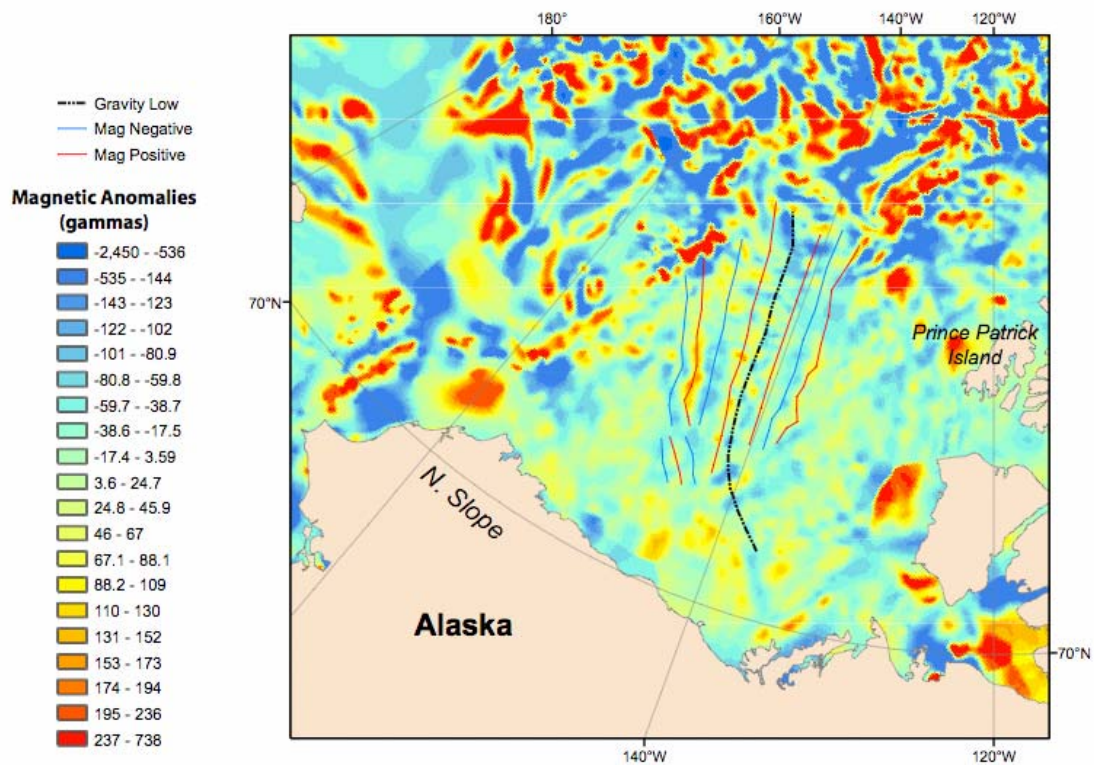 180°
160°W
140°W
120°W
Gravity Low
Mag Negative
Mag Positive
Magnetic Anomalies
(gammas)
-2,450 - -536
-535 - -144
-143 - -123
-122 - -102
-101 - -80.9
-80.8 - -59.8
-59.7 - -38.7
-38.6 - -17.5
-17.4 - 3.59
3.6 - 24.7
24.8 - 45.9
46 - 67
67.1 - 88.1
88.2 - 109
110 - 130
131 - 152
153 - 173
174 - 194
195 - 236
237 - 738
70°N
Prince Patrick
Island
N. Slope
Alaska
70°N
140°W
120°W